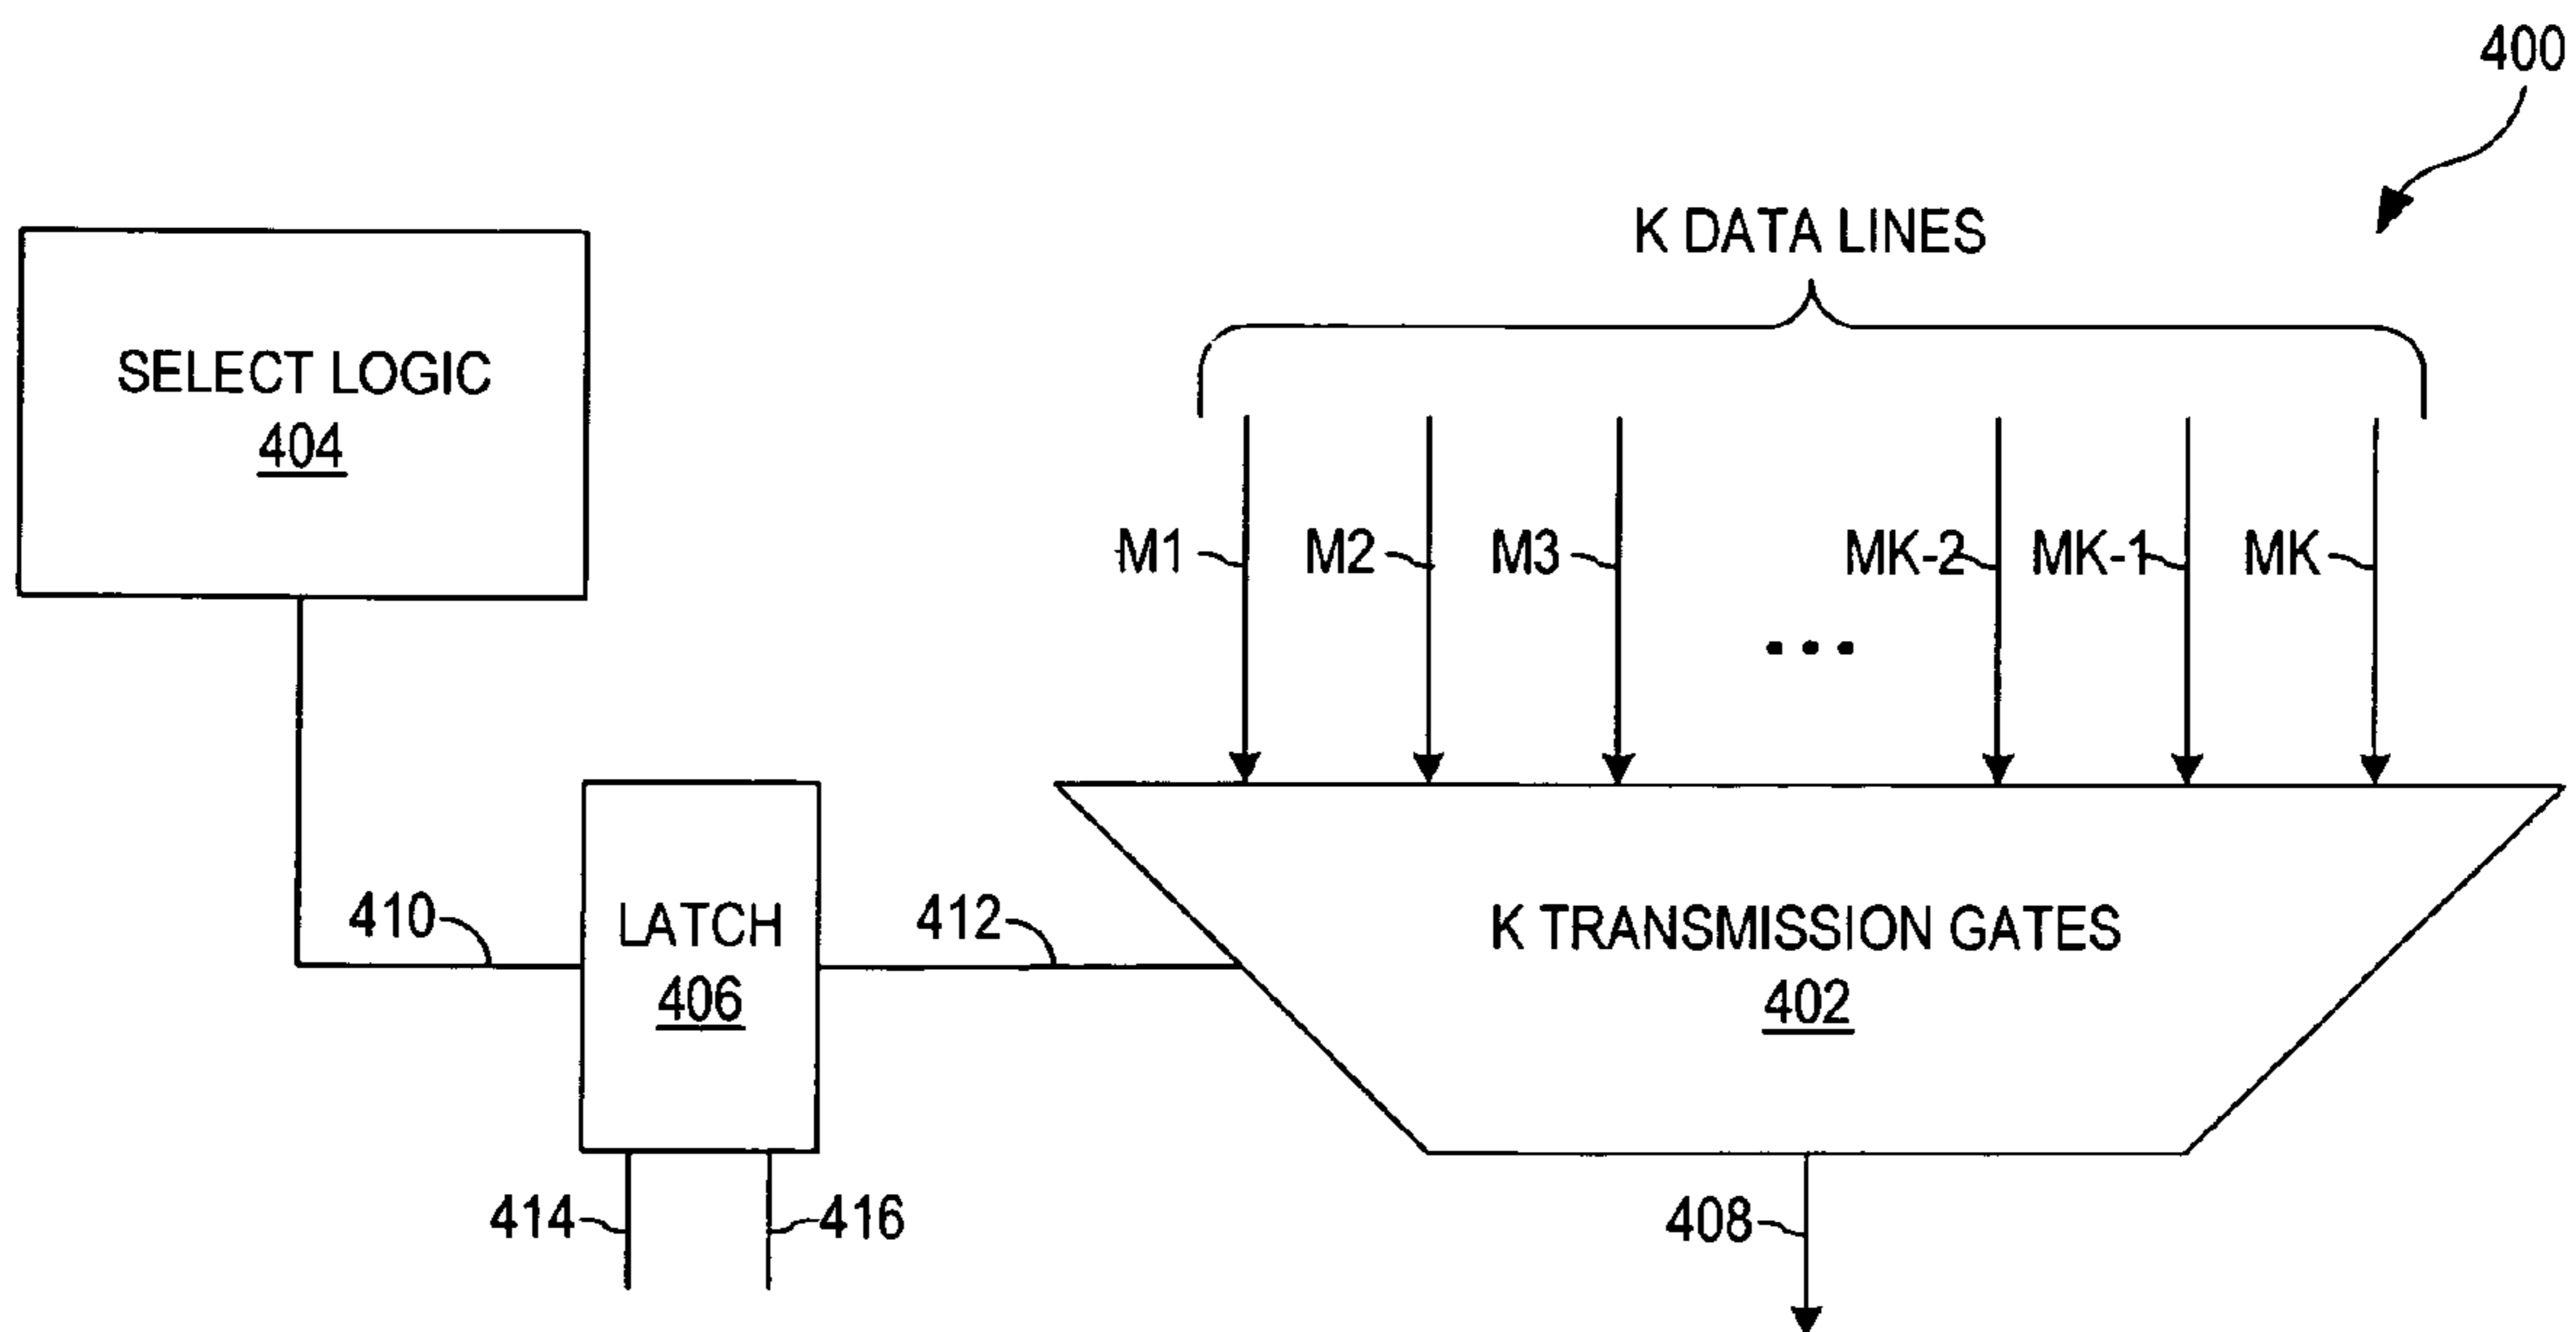 400
K DATA LINES
SELECT LOGIC
404
M1 M2 M3 MK-2 MK-1 MK
...
410
LATCH
406
412
K TRANSMISSION GATES
402
414
416
408